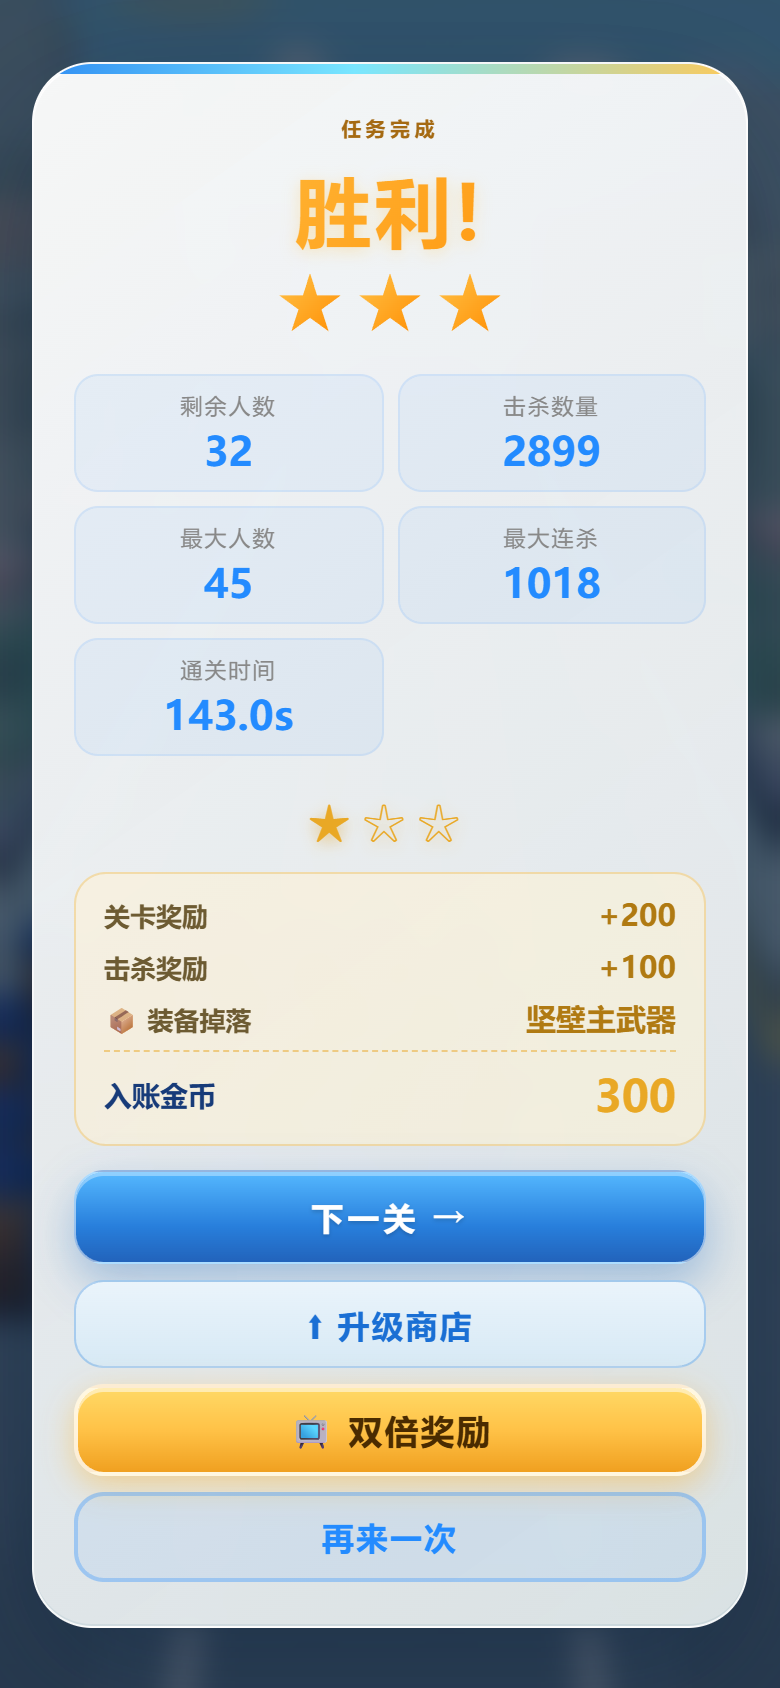 任务完成
胜利!
★ ★ ★
剩余人数
32
击杀数量
2899
最大人数
45
最大连杀
1018
通关时间
143.0s
★ ☆ ☆
关卡奖励 +200
击杀奖励 +100
📦 装备掉落 坚壁主武器
入账金币 300
下一关 →
⬆ 升级商店
📺 双倍奖励
再来一次